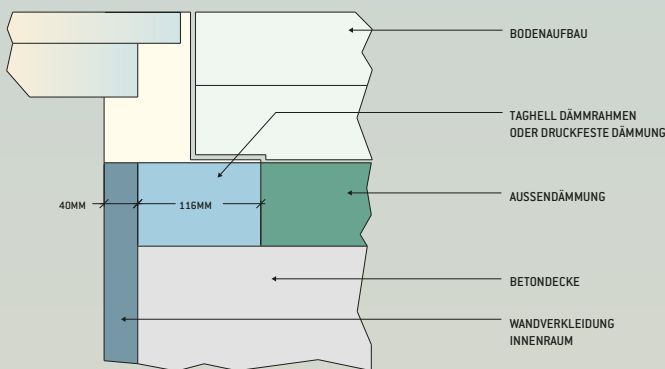 BODENAUFBAU
TAGHELL DÄMMRAHMEN
ODER DRUCKFESTE DÄMMUNG
AUSSENDÄMMUNG
40MM
116MM
BETONDECKE
WANDVERKLEIDUNG
INNENRAUM